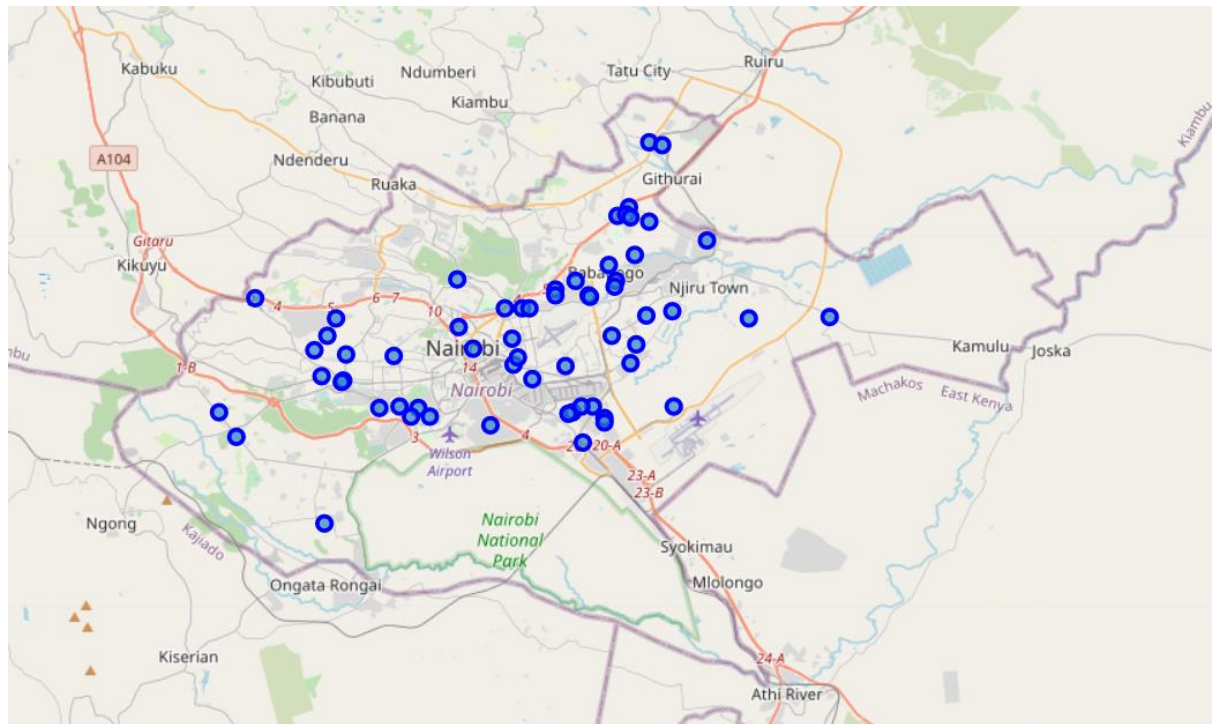 Ruiru
Kabuku
Ndumberi
Tatu City
Kibubuti
Kiambu
Banana
Kiambu
A104
Ndenderu
Githurai
Ruaka
Gitaru
Kikuyu
4
5
6
7
10
4
Njiru Town
Nairobi
Kamulu
Joska
1-B
14
Nairobi
Machakos
East Kenya
3
4
20-A
Wilson
Airport
23-A
23-B
Ngong
Kajiado
Nairobi
National
Park
Syokimau
Ongata Rongai
Mlolongo
Kiserian
24-A
Athi River